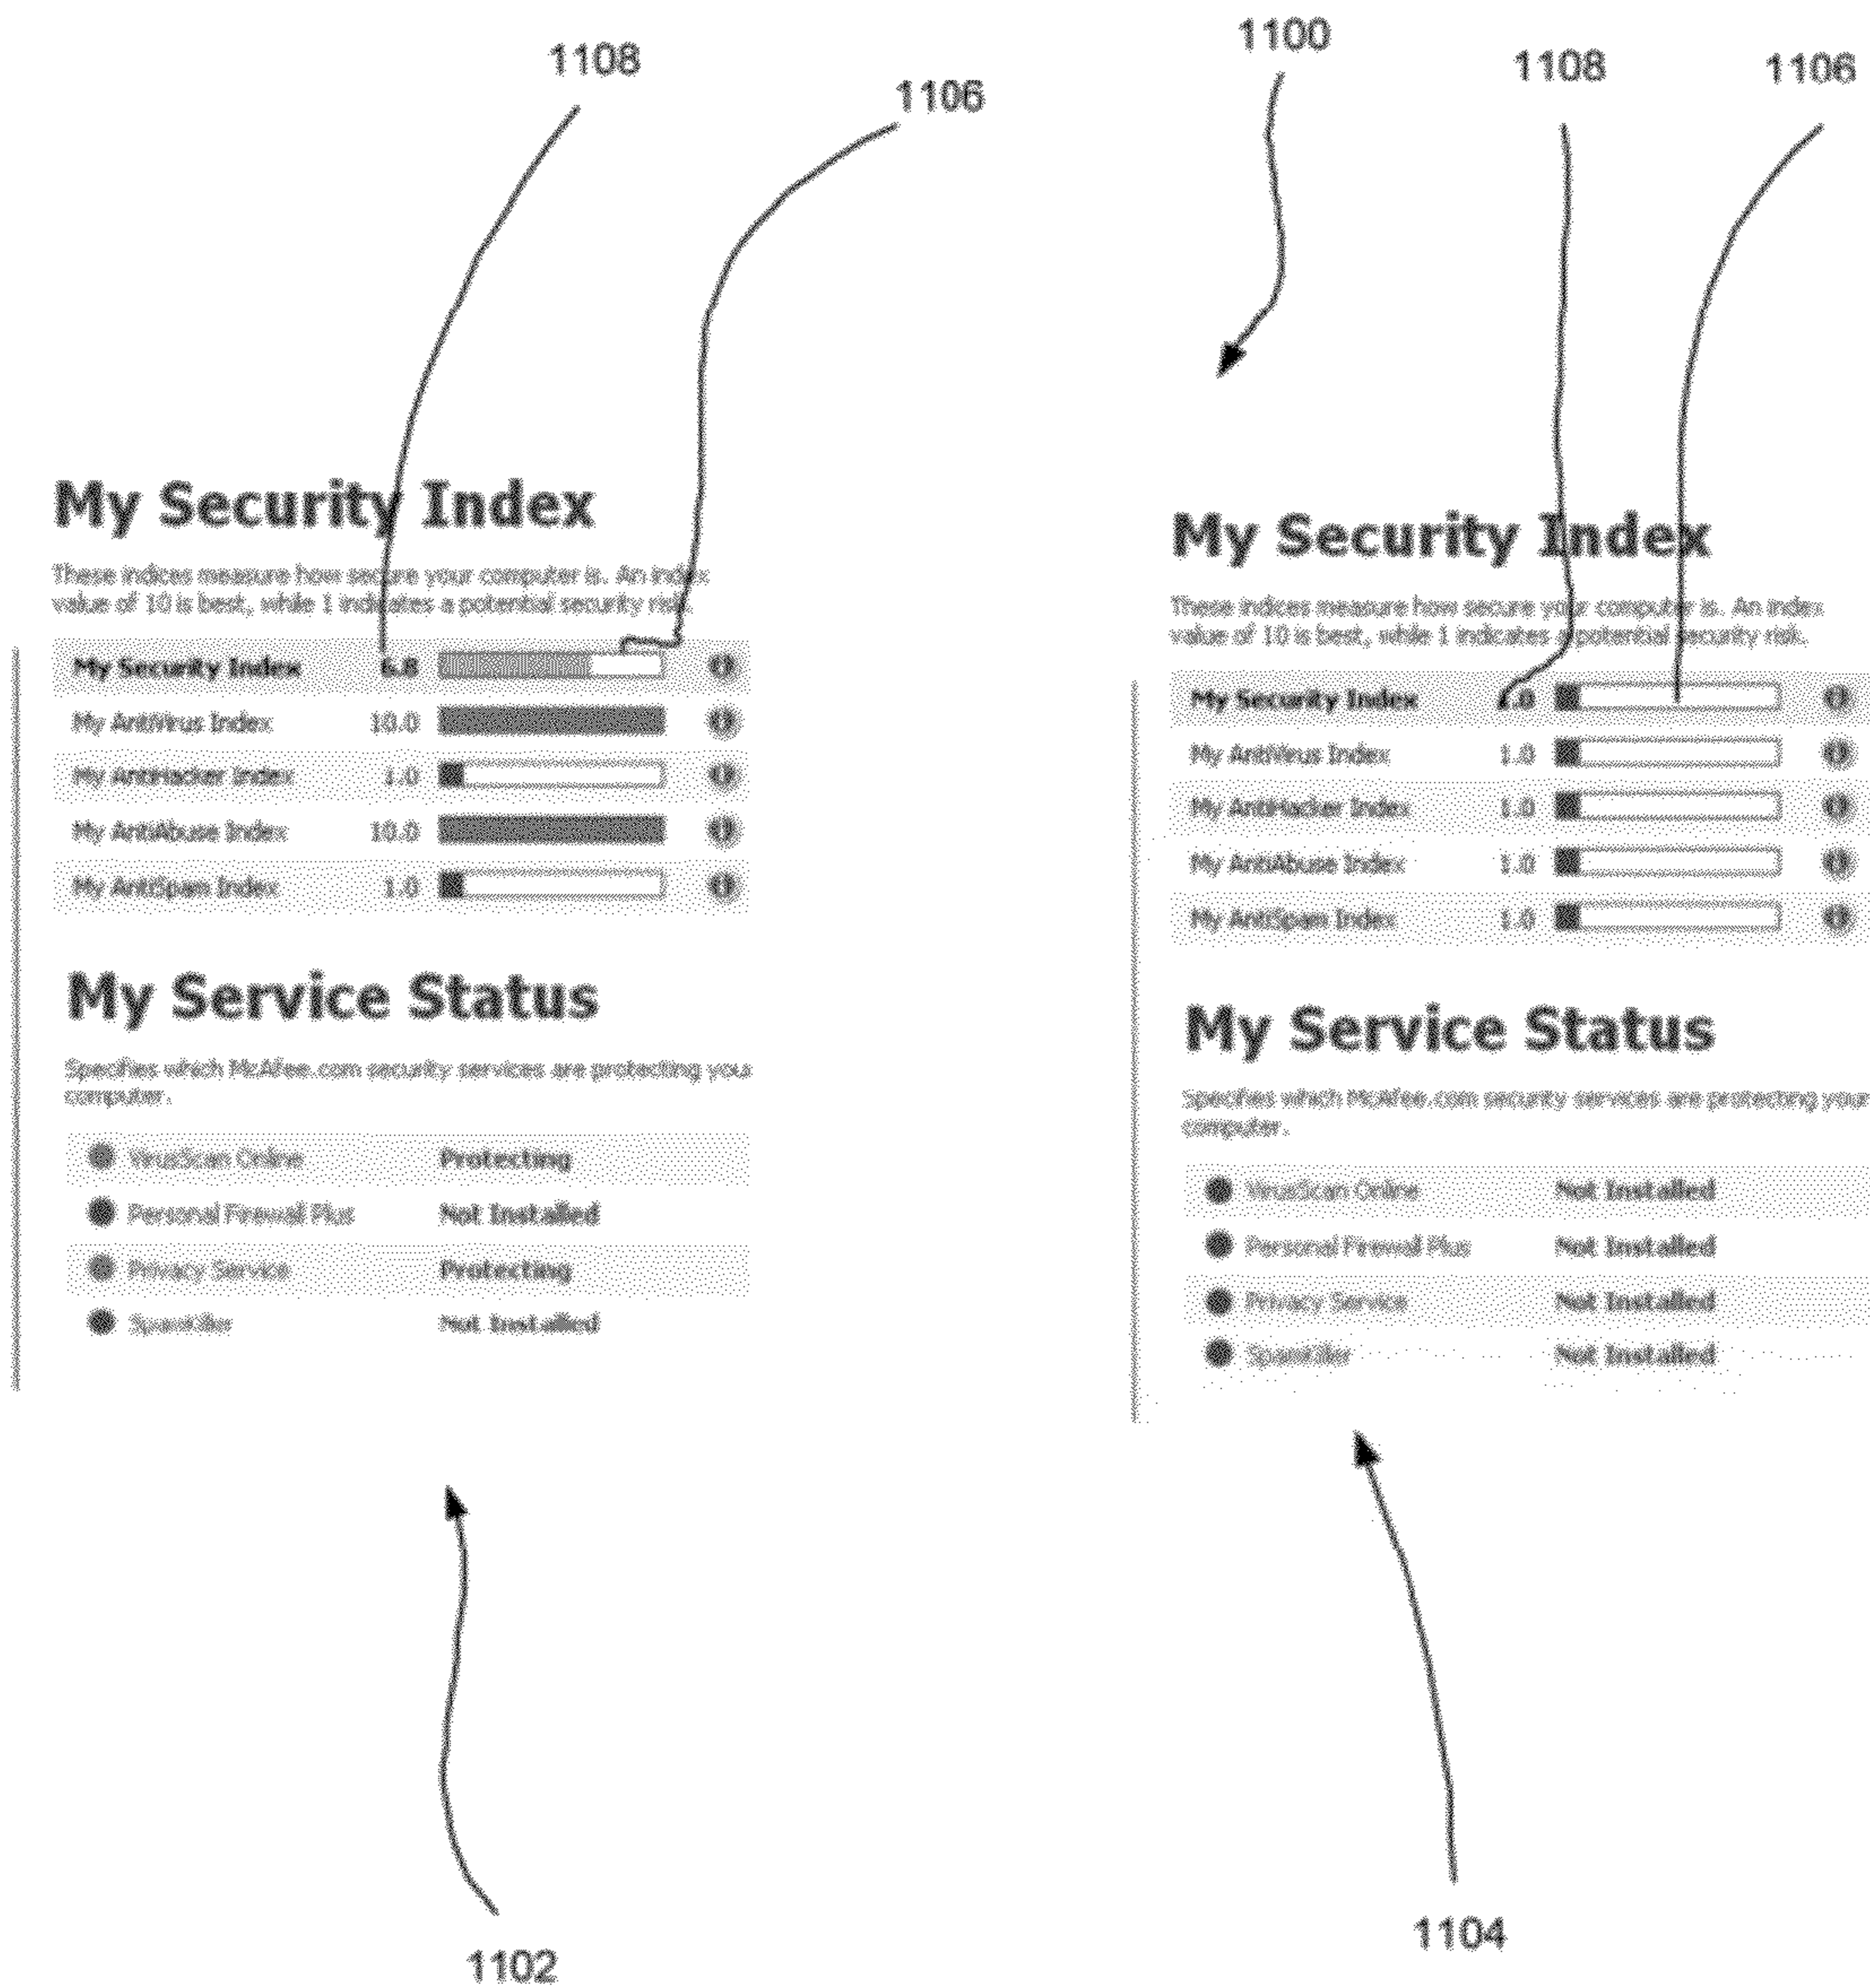 1108
1106
My Security Index
These indices measure how secure your computer is. An index
value of 10 is best, while 1 indicates a potential security risk.
My Security Index 6.8
My AntiVirus Index 10.0
My AntiHacker Index 1.0
My AntiAbuse Index 10.0
My AntiSpam Index 1.0
My Service Status
Specifies which McAfee.com security services are protecting your
computer.
VirusScan Online Protecting
Personal Firewall Plus Not Installed
Privacy Service Protecting
SpamKiller Not Installed
1102
1100
1108
1106
My Security Index
These indices measure how secure your computer is. An index
value of 10 is best, while 1 indicates a potential security risk.
My Security Index 1.0
My AntiVirus Index 1.0
My AntiHacker Index 1.0
My AntiAbuse Index 1.0
My AntiSpam Index 1.0
My Service Status
Specifies which McAfee.com security services are protecting your
computer.
VirusScan Online Not Installed
Personal Firewall Plus Not Installed
Privacy Service Not Installed
SpamKiller Not Installed
1104